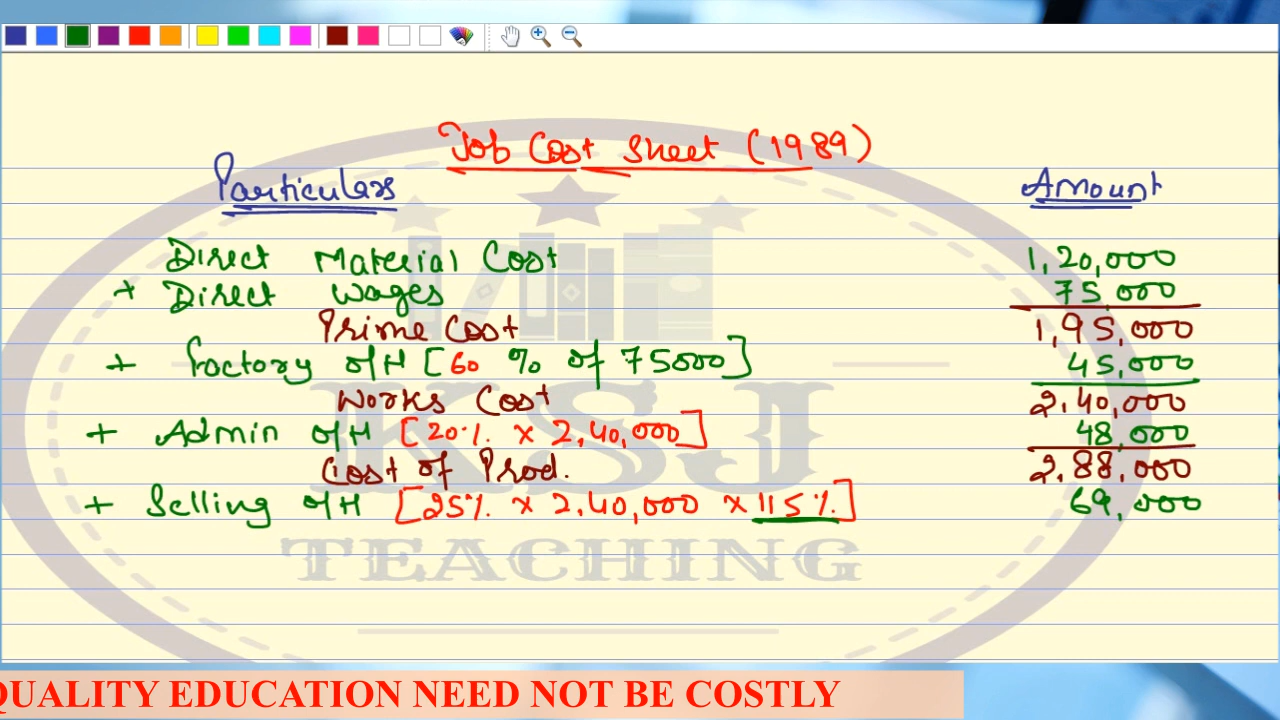 Job Cost Sheet (1989)
Particulars Amount
Direct Material Cost 1,20,000
+ Direct Wages 75,000
Prime Cost 1,95,000
+ Factory O/H [60 % of 75000] 45,000
Works Cost 2,40,000
+ Admin O/H [20% x 2,40,000] 48,000
Cost of Prod. 2,88,000
+ Selling O/H [25% x 2,40,000 x 115%] 69,000
KSJ
TEACHING
QUALITY EDUCATION NEED NOT BE COSTLY